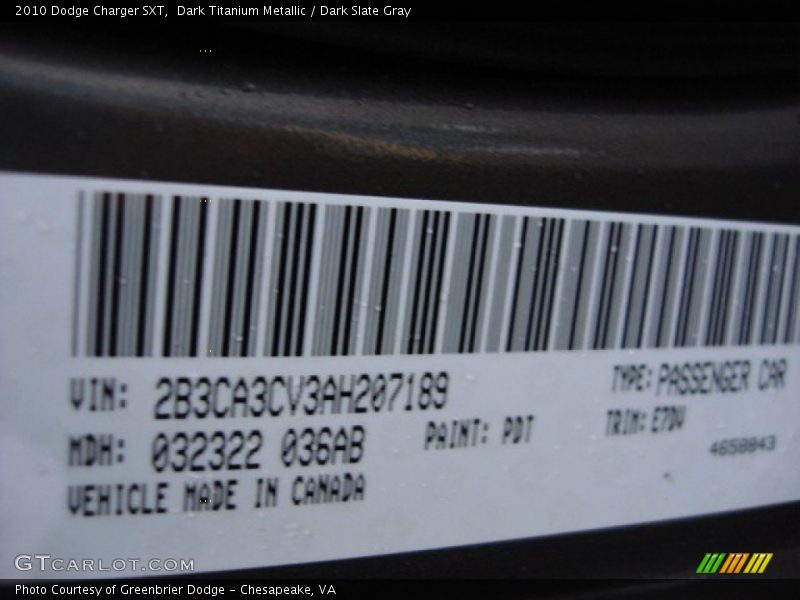 2010 Dodge Charger SXT,  Dark Titanium Metallic / Dark Slate Gray
VIN: 2B3CA3CV3AH207189 TYPE: PASSENGER CAR
MDH: 032322 036AB PAINT: PDT TRIM: E7DV
4658843
VEHICLE MADE IN CANADA
GTCARLOT.COM
Photo Courtesy of Greenbrier Dodge – Chesapeake, VA